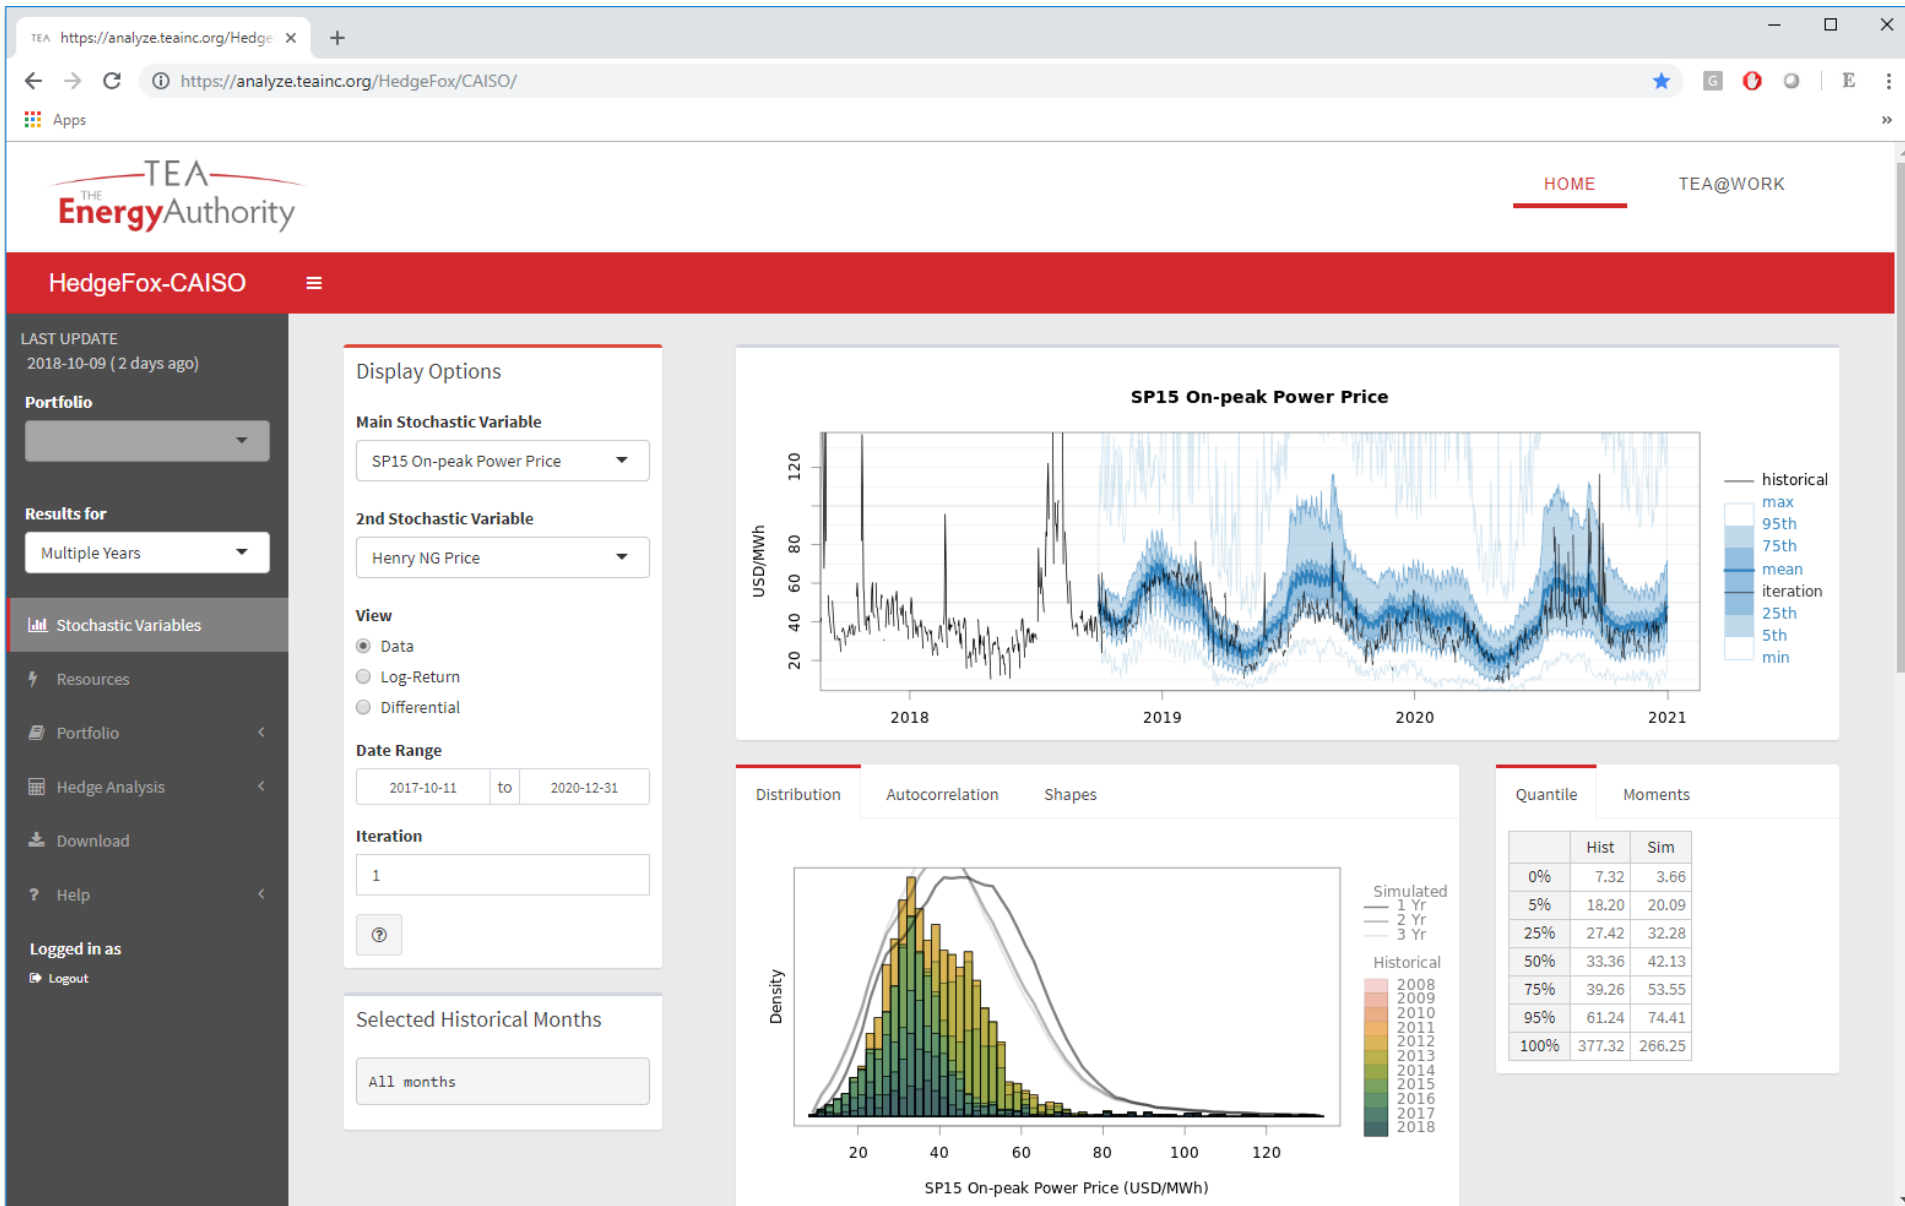 TEA https://analyze.teainc.org/Hedge
https://analyze.teainc.org/HedgeFox/CAISO/
G
E
Apps
TEA
THE
EnergyAuthority
HOME
TEA@WORK
HedgeFox-CAISO
LAST UPDATE
2018-10-09 ( 2 days ago)
Portfolio
Results for
Multiple Years
Stochastic Variables
Resources
Portfolio
Hedge Analysis
Download
? Help
Logged in as
Logout
Display Options
Main Stochastic Variable
SP15 On-peak Power Price
2nd Stochastic Variable
Henry NG Price
View
Data
Log-Return
Differential
Date Range
2017-10-11 to 2020-12-31
Iteration
1
Selected Historical Months
All months
SP15 On-peak Power Price
USD/MWh
120
80
60
40
20
2018 2019 2020 2021
historical
max
95th
75th
mean
iteration
25th
5th
min
Distribution Autocorrelation Shapes
Density
20 40 60 80 100 120
SP15 On-peak Power Price (USD/MWh)
Simulated
1 Yr
2 Yr
3 Yr
Historical
2008
2009
2010
2011
2012
2013
2014
2015
2016
2017
2018
Quantile Moments
Hist Sim
0% 7.32 3.66
5% 18.20 20.09
25% 27.42 32.28
50% 33.36 42.13
75% 39.26 53.55
95% 61.24 74.41
100% 377.32 266.25